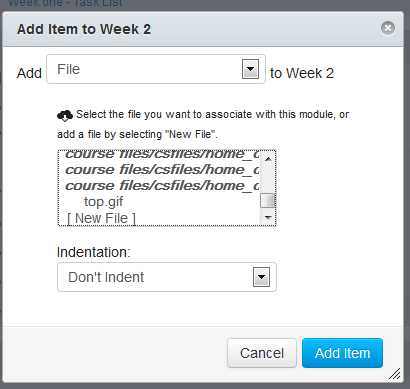 Week one - Task List
Add Item to Week 2
Add File to Week 2
Select the file you want to associate with this module, or
add a file by selecting "New File".
course files/csfiles/home_c
course files/csfiles/home_c
course files/csfiles/home_c
top.gif
[ New File ]
Indentation:
Don't Indent
Cancel Add Item